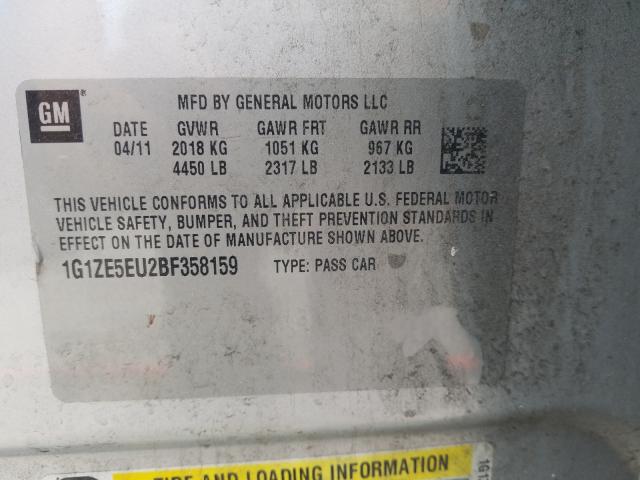 GM ®
MFD BY GENERAL MOTORS LLC
DATE GVWR GAWR FRT GAWR RR
04/11 2018 KG 1051 KG 967 KG
4450 LB 2317 LB 2133 LB
THIS VEHICLE CONFORMS TO ALL APPLICABLE U.S. FEDERAL MOTOR
VEHICLE SAFETY, BUMPER, AND THEFT PREVENTION STANDARDS IN
EFFECT ON THE DATE OF MANUFACTURE SHOWN ABOVE.
1G1ZE5EU2BF358159 TYPE: PASS CAR
TIRE AND LOADING INFORMATION